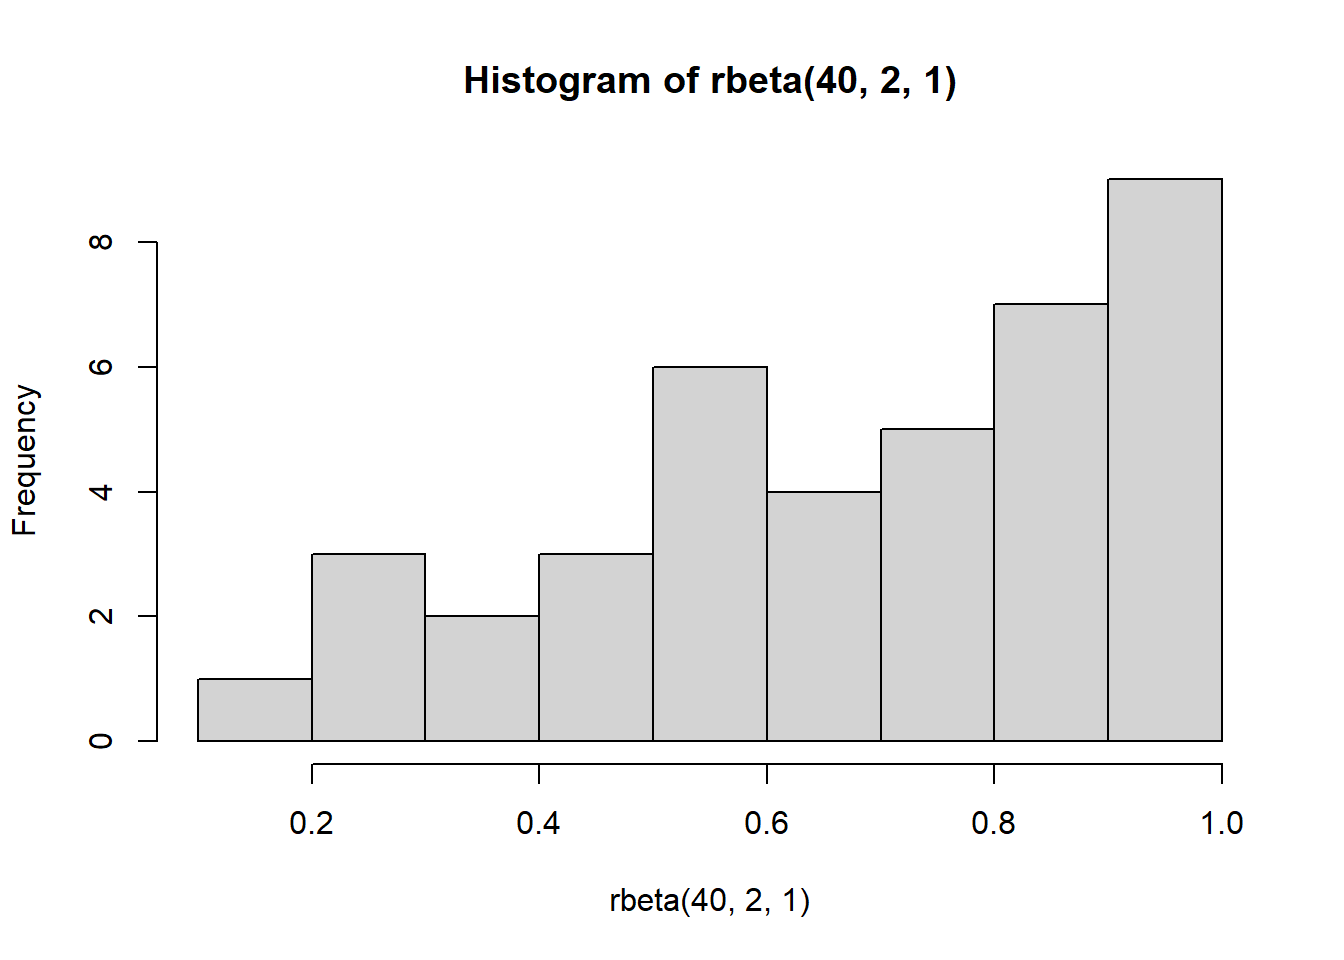 Histogram of rbeta(40, 2, 1)
Frequency
8
6
4
2
0
0.2 0.4 0.6 0.8 1.0
rbeta(40, 2, 1)